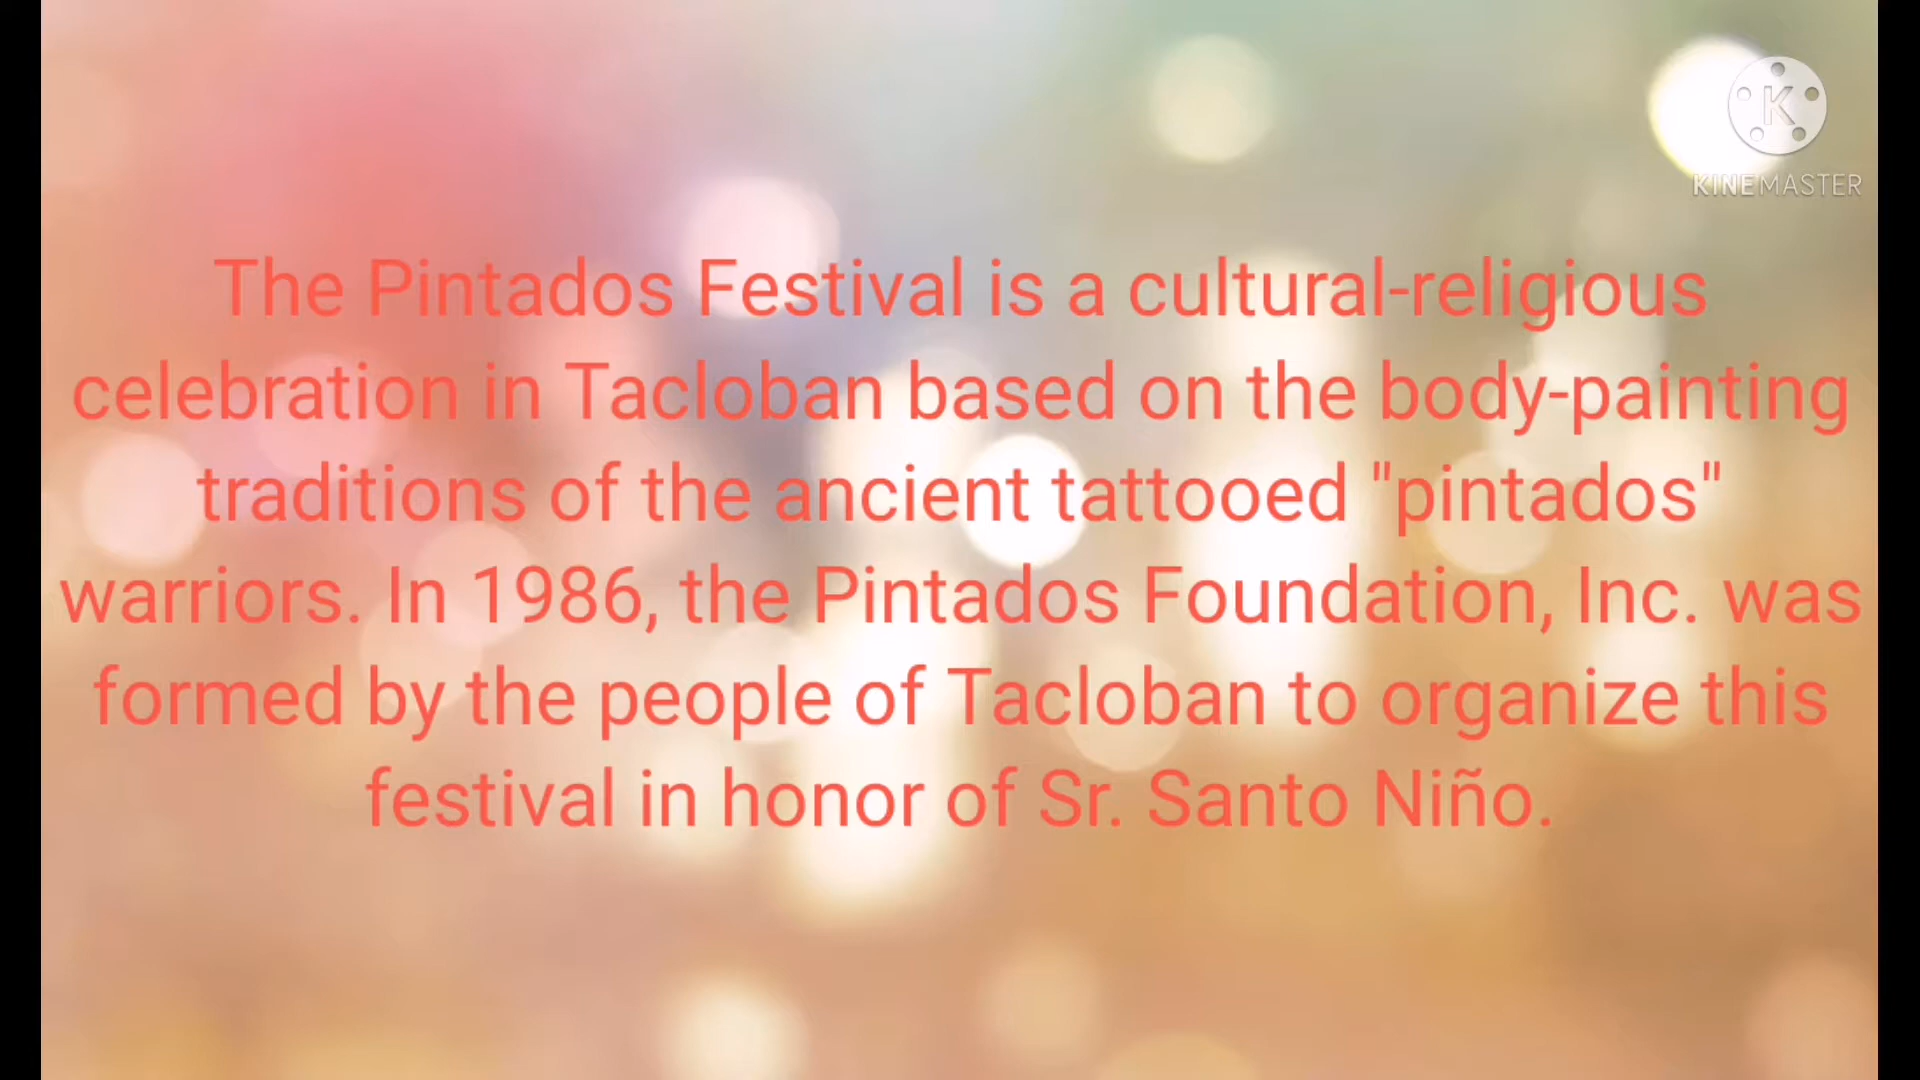 KINEMASTER
The Pintados Festival is a cultural-religious
celebration in Tacloban based on the body-painting
traditions of the ancient tattooed "pintados"
warriors. In 1986, the Pintados Foundation, Inc. was
formed by the people of Tacloban to organize this
festival in honor of Sr. Santo Niño.